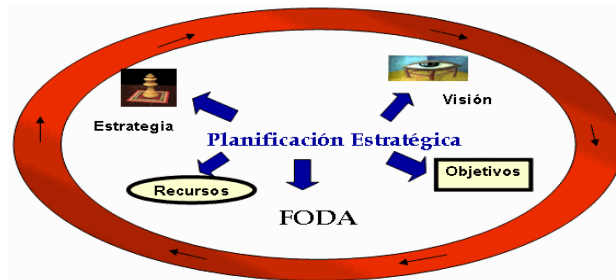 Visión
Estrategia
Planificación Estratégica
Objetivos
Recursos
FODA